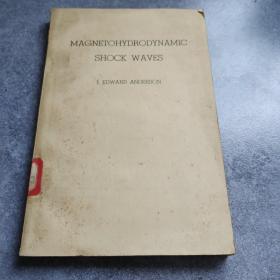 MAGNETOHYDRODYNAMIC
SHOCK WAVES
J. EDWARD ANDERSON